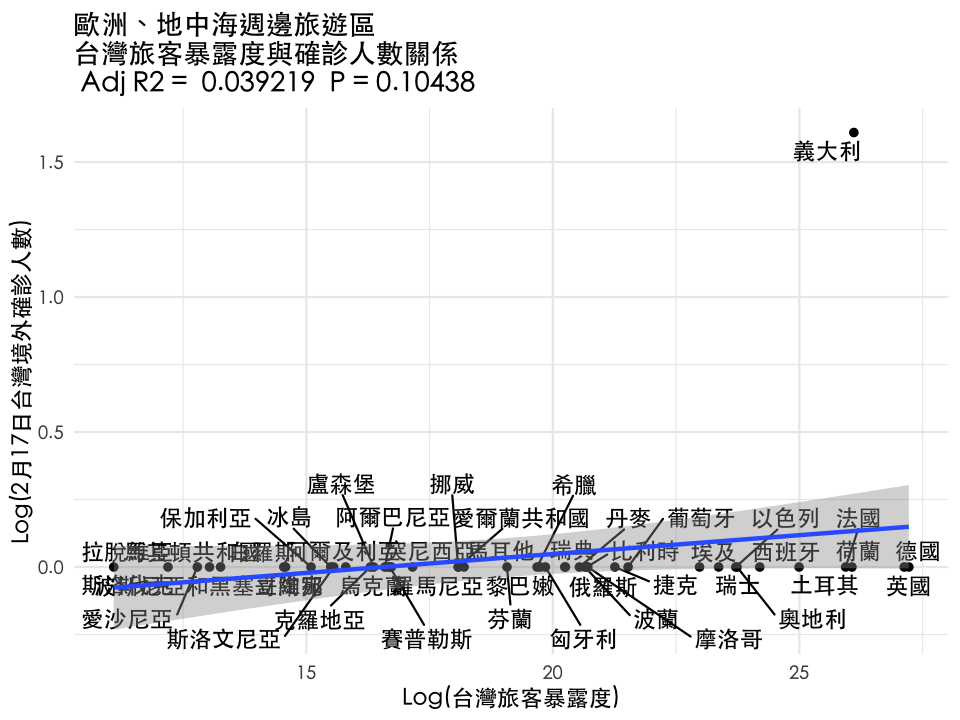 歐洲、地中海週邊旅遊區
台灣旅客暴露度與確診人數關係
Adj R2 = 0.039219 P = 0.10438
Log(2月17日台灣境外確診人數)
1.5
1.0
0.5
0.0
義大利
盧森堡 挪威 希臘
保加利亞 冰島 阿爾巴尼亞 愛爾蘭共和國 丹麥 葡萄牙 以色列 法國
阿爾及利亞 馬耳他 瑞典 比利時 埃及 西班牙 荷蘭 德國
烏克蘭 羅馬尼亞 黎巴嫩 俄羅斯 捷克 瑞士 土耳其 英國
愛沙尼亞 克羅地亞 芬蘭 波蘭 奧地利
斯洛文尼亞 賽普勒斯 匈牙利 摩洛哥
15 20 25
Log(台灣旅客暴露度)